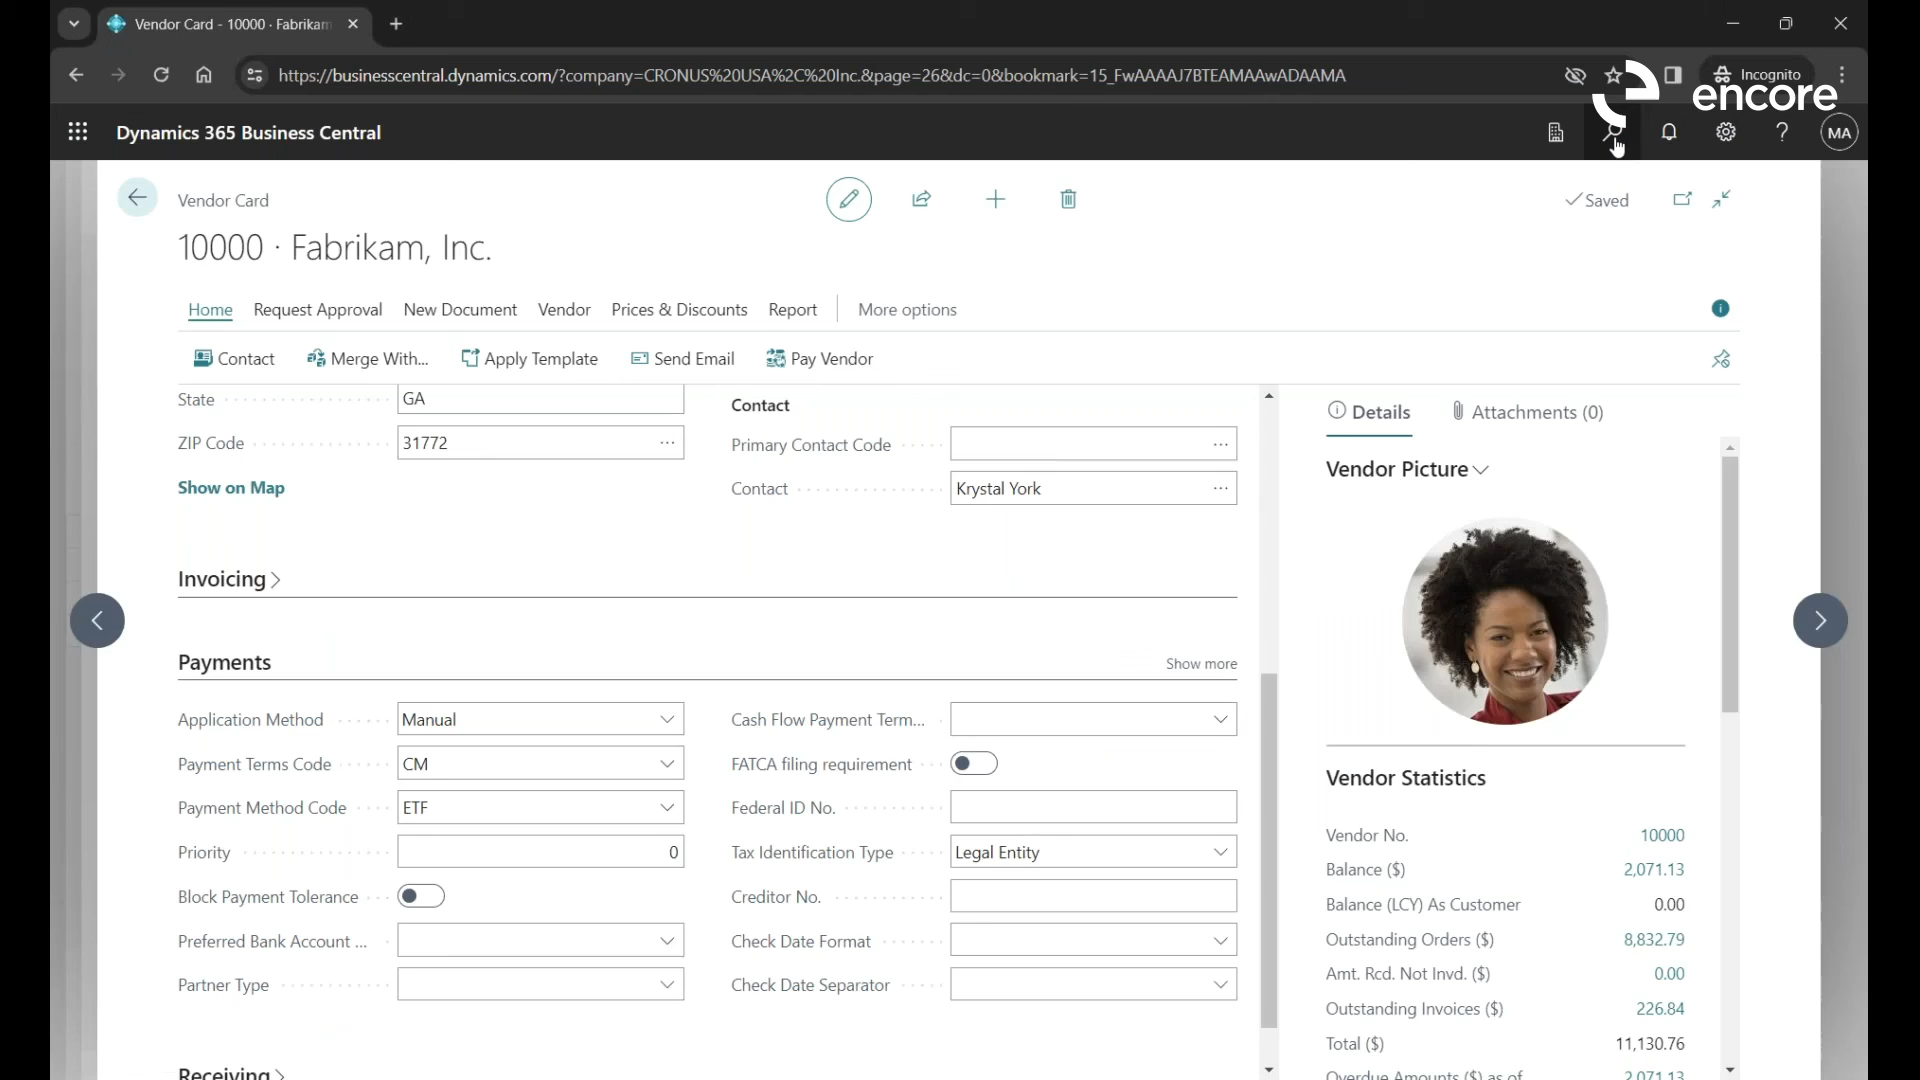 Vendor Card - 10000 · Fabrikam
https://businesscentral.dynamics.com/?company=CRONUS%20USA%2C%20Inc.&page=26&dc=0&bookmark=15_FwAAAAJ7BTEAMAAwADAAMA
Incognito
encore
Dynamics 365 Business Central
MA
Vendor Card
Saved
10000 · Fabrikam, Inc.
Home Request Approval New Document Vendor Prices & Discounts Report More options
Contact Merge With... Apply Template Send Email Pay Vendor
State GA
ZIP Code 31772
Show on Map
Contact
Primary Contact Code
Contact Krystal York
Invoicing
Payments Show more
Application Method Manual
Payment Terms Code CM
Payment Method Code ETF
Priority 0
Block Payment Tolerance
Preferred Bank Account ...
Partner Type
Cash Flow Payment Term...
FATCA filing requirement
Federal ID No.
Tax Identification Type Legal Entity
Creditor No.
Check Date Format
Check Date Separator
Receiving
Details Attachments (0)
Vendor Picture
Vendor Statistics
Vendor No. 10000
Balance ($) 2,071.13
Balance (LCY) As Customer 0.00
Outstanding Orders ($) 8,832.79
Amt. Rcd. Not Invd. ($) 0.00
Outstanding Invoices ($) 226.84
Total ($) 11,130.76
Overdue Amounts ($) as of 2,071.13